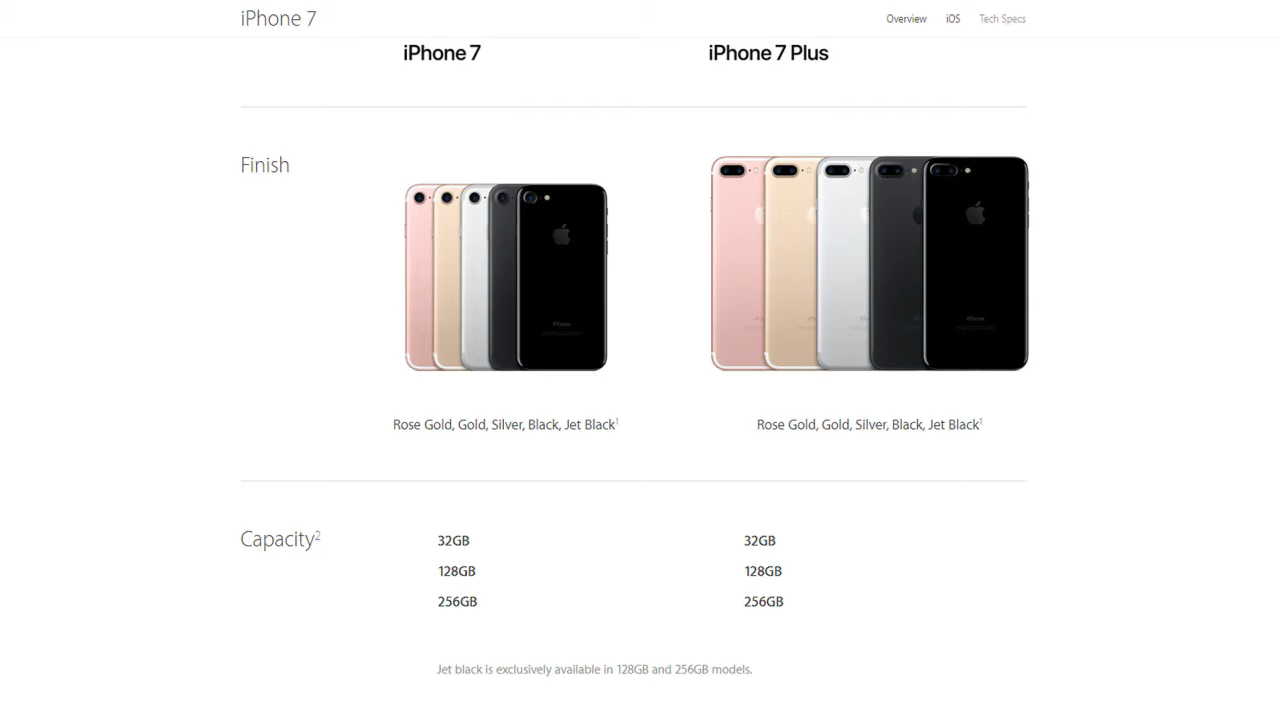 iPhone 7
Overview iOS Tech Specs
iPhone 7 iPhone 7 Plus
Finish
iPhone iPhone
Rose Gold, Gold, Silver, Black, Jet Black¹ Rose Gold, Gold, Silver, Black, Jet Black¹
Capacity²
32GB 32GB
128GB 128GB
256GB 256GB
Jet black is exclusively available in 128GB and 256GB models.